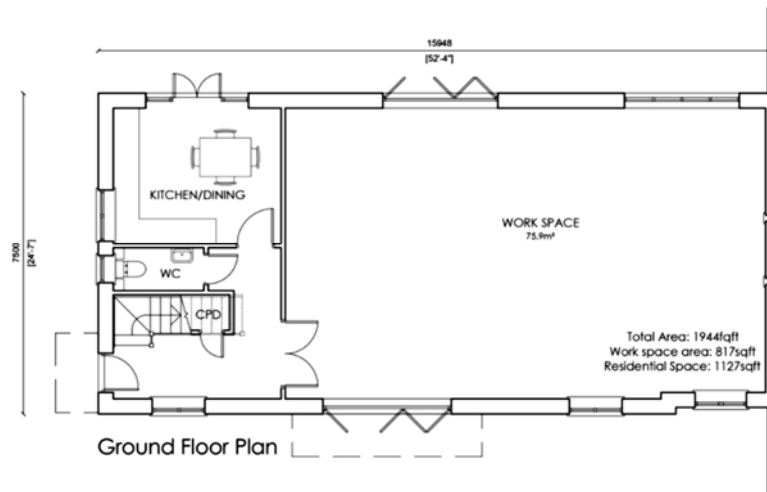 15948
[52'-4"]
7500
[24'-7"]
KITCHEN/DINING
WORK SPACE
75.9m²
WC
CPD
Total Area: 1944fqft
Work space area: 817sqft
Residential Space: 1127sqft
Ground Floor Plan